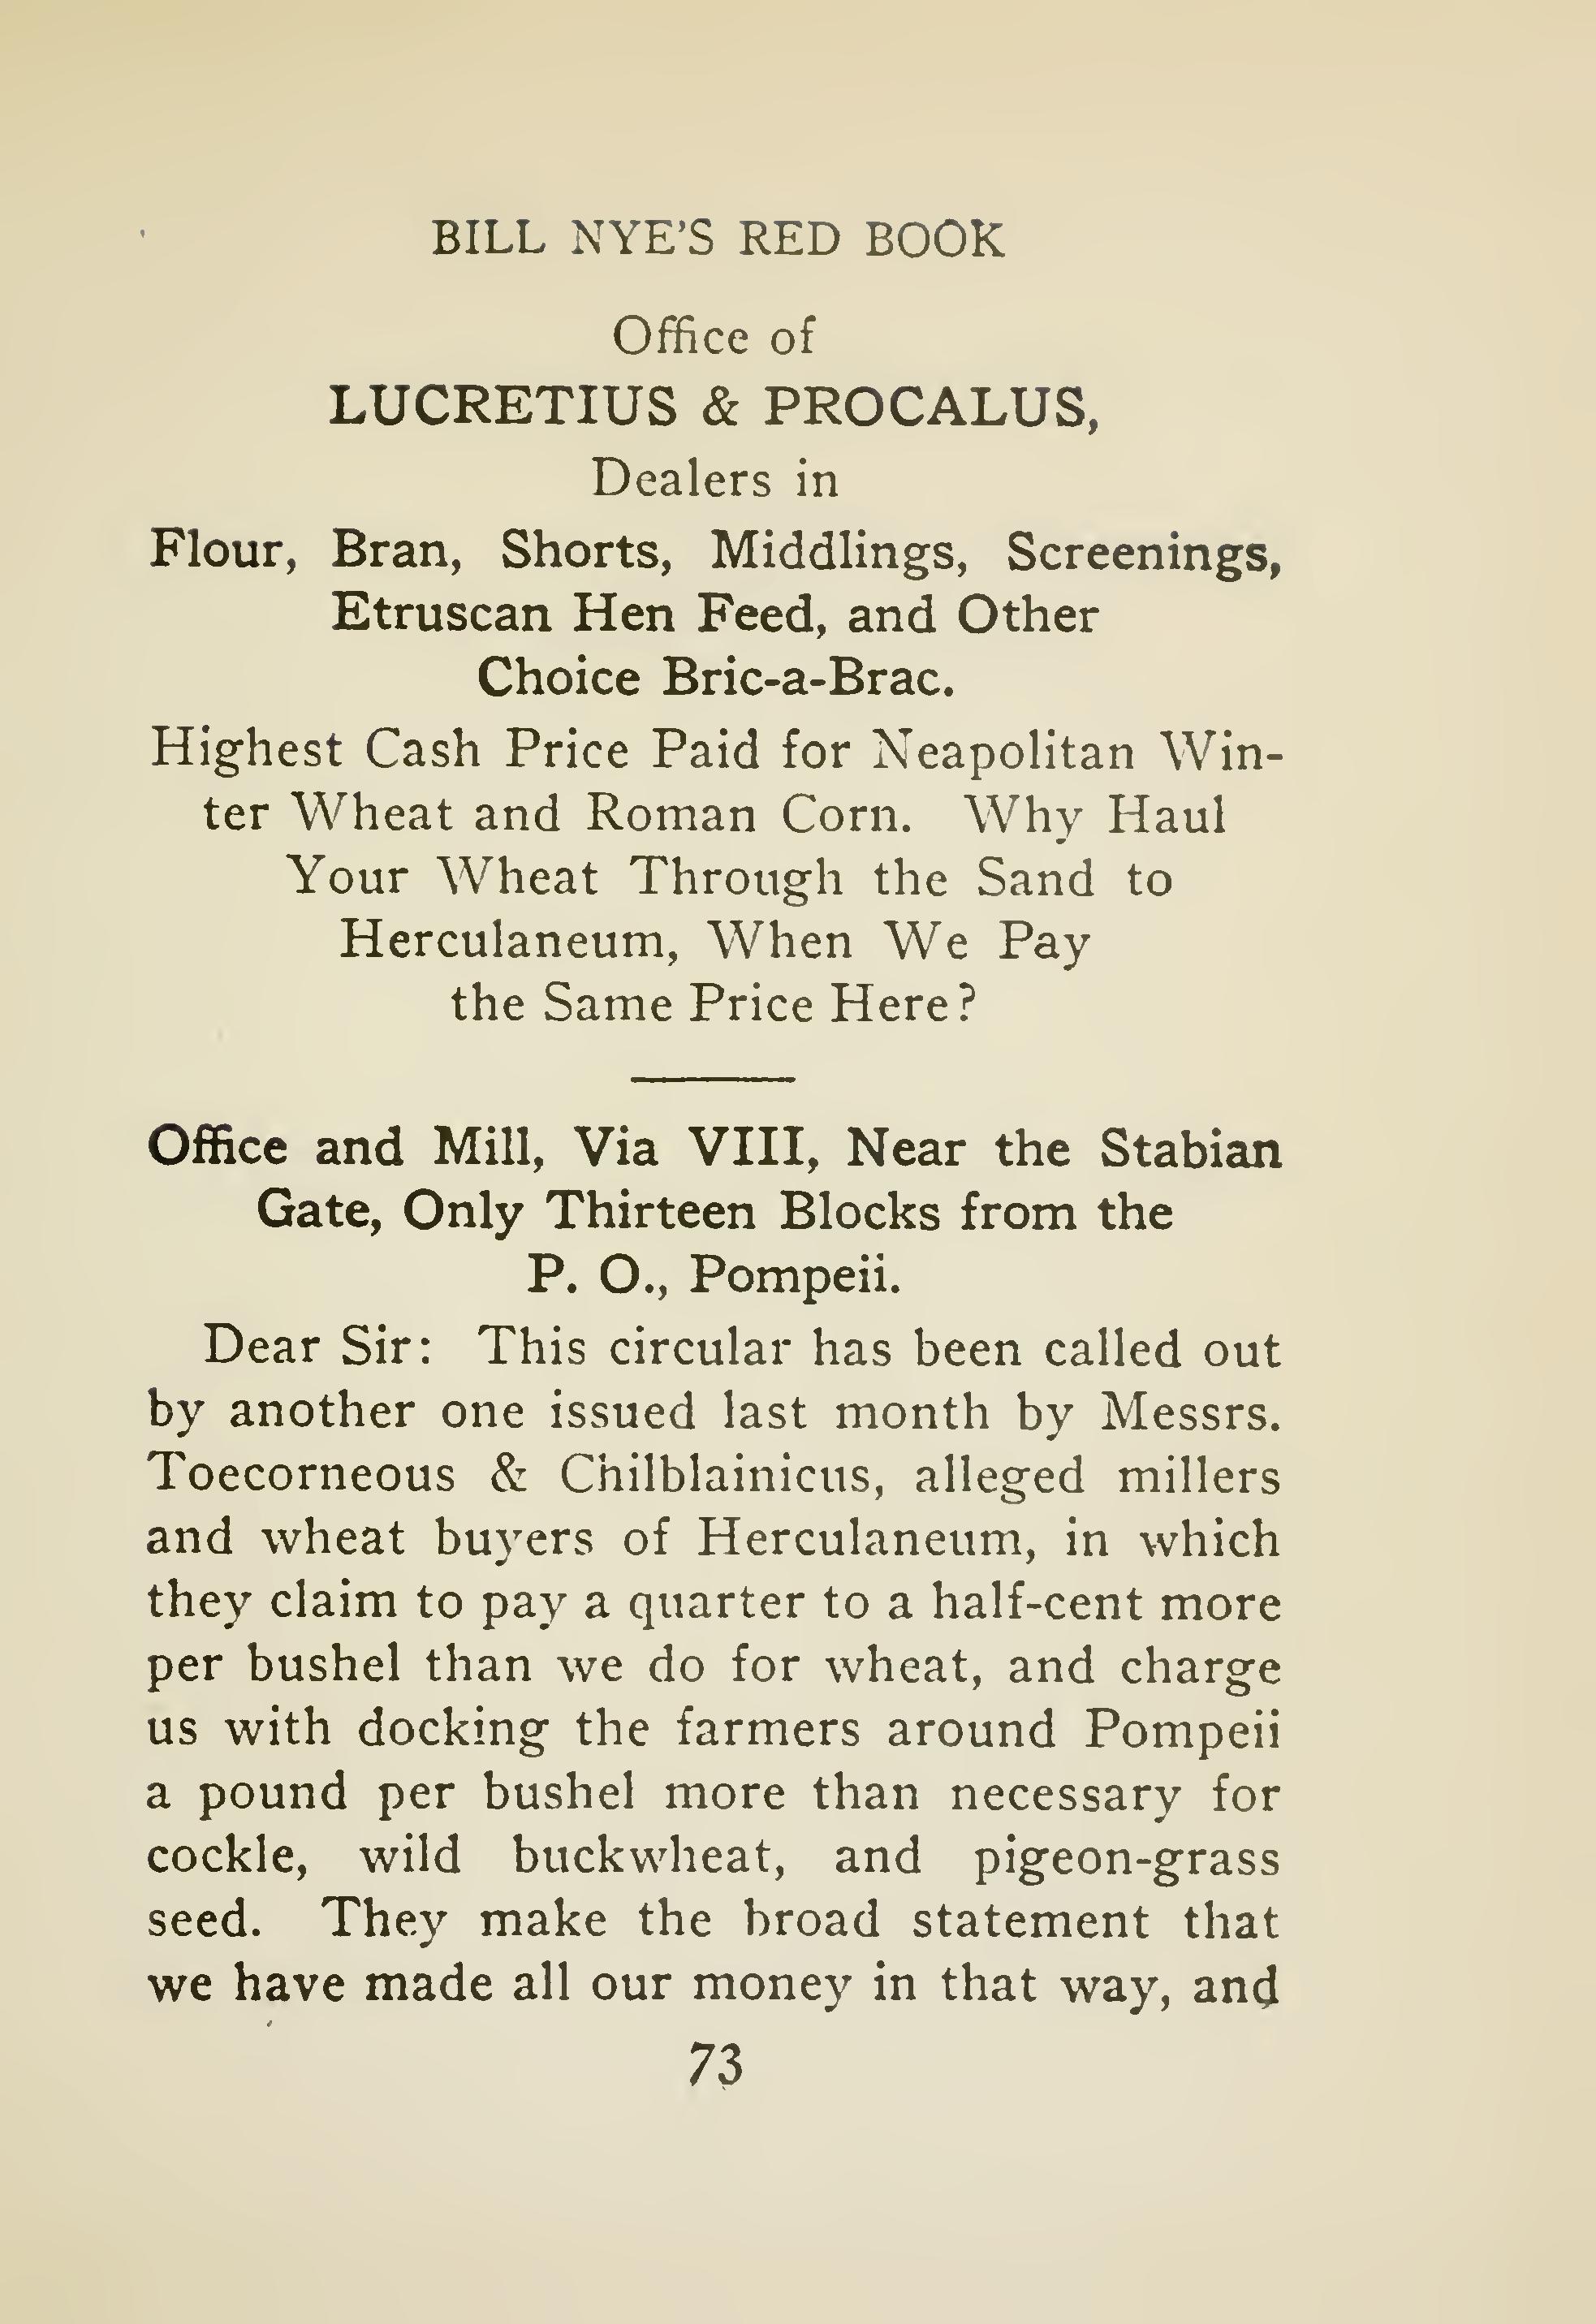 BILL NYE'S RED BOOK
Office of
LUCRETIUS & PROCALUS,
Dealers in
Flour, Bran, Shorts, Middlings, Screenings,
Etruscan Hen Feed, and Other
Choice Bric-a-Brac.
Highest Cash Price Paid for Neapolitan Win-
ter Wheat and Roman Corn. Why Haul
Your Wheat Through the Sand to
Herculaneum, When We Pay
the Same Price Here?
Office and Mill, Via VIII, Near the Stabian
Gate, Only Thirteen Blocks from the
P. O., Pompeii.
Dear Sir: This circular has been called out
by another one issued last month by Messrs.
Toecorneous & Chilblainicus, alleged millers
and wheat buyers of Herculaneum, in which
they claim to pay a quarter to a half-cent more
per bushel than we do for wheat, and charge
us with docking the farmers around Pompeii
a pound per bushel more than necessary for
cockle, wild buckwheat, and pigeon-grass
seed. They make the broad statement that
we have made all our money in that way, and
73